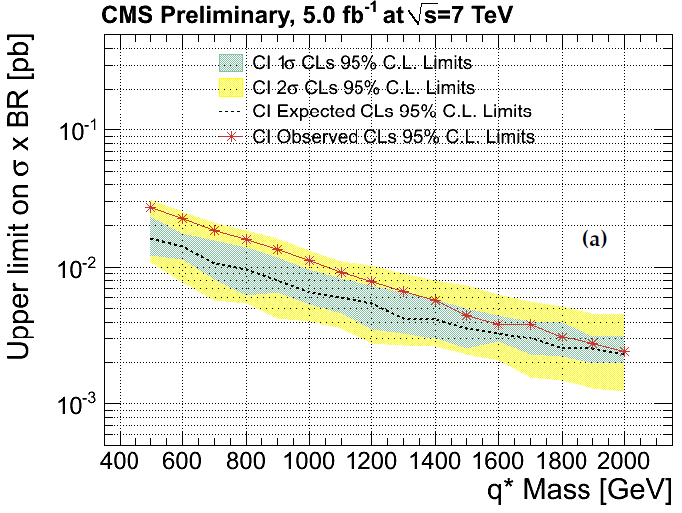 CMS Preliminary, 5.0 fb⁻¹ at √s=7 TeV
Upper limit on σ x BR [pb]
CI 1σ CLs 95% C.L. Limits
CI 2σ CLs 95% C.L. Limits
CI Expected CLs 95% C.L. Limits
CI Observed CLs 95% C.L. Limits
10⁻¹
(a)
10⁻²
10⁻³
400 600 800 1000 1200 1400 1600 1800 2000
q* Mass [GeV]